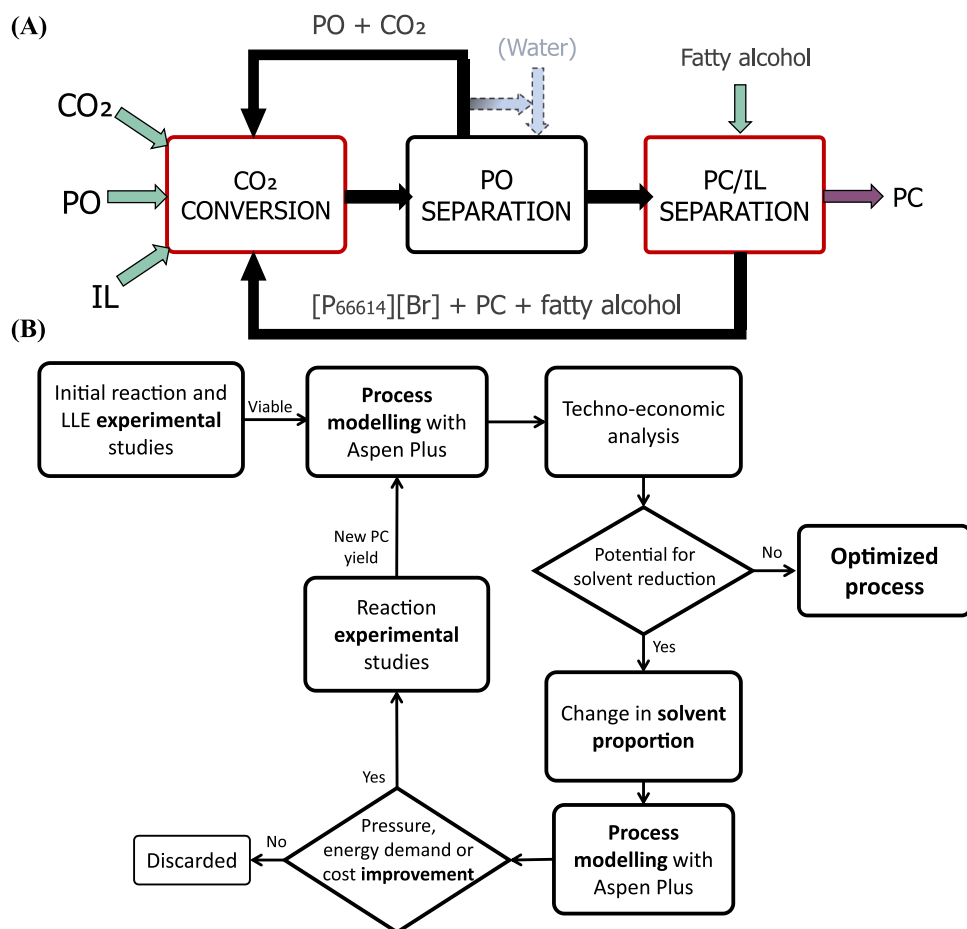 (A)
PO + CO₂
(Water)
Fatty alcohol
CO₂
PO
IL
CO₂
CONVERSION
PO
SEPARATION
PC/IL
SEPARATION
PC
[P₆₆₆₁₄][Br] + PC + fatty alcohol
(B)
Initial reaction and
LLE experimental
studies
Viable
Process
modelling with
Aspen Plus
Techno-economic
analysis
Potential for
solvent reduction
No
Optimized
process
Yes
Change in solvent
proportion
Process
modelling with
Aspen Plus
Pressure,
energy demand or
cost improvement
No
Discarded
Yes
Reaction
experimental
studies
New PC
yield